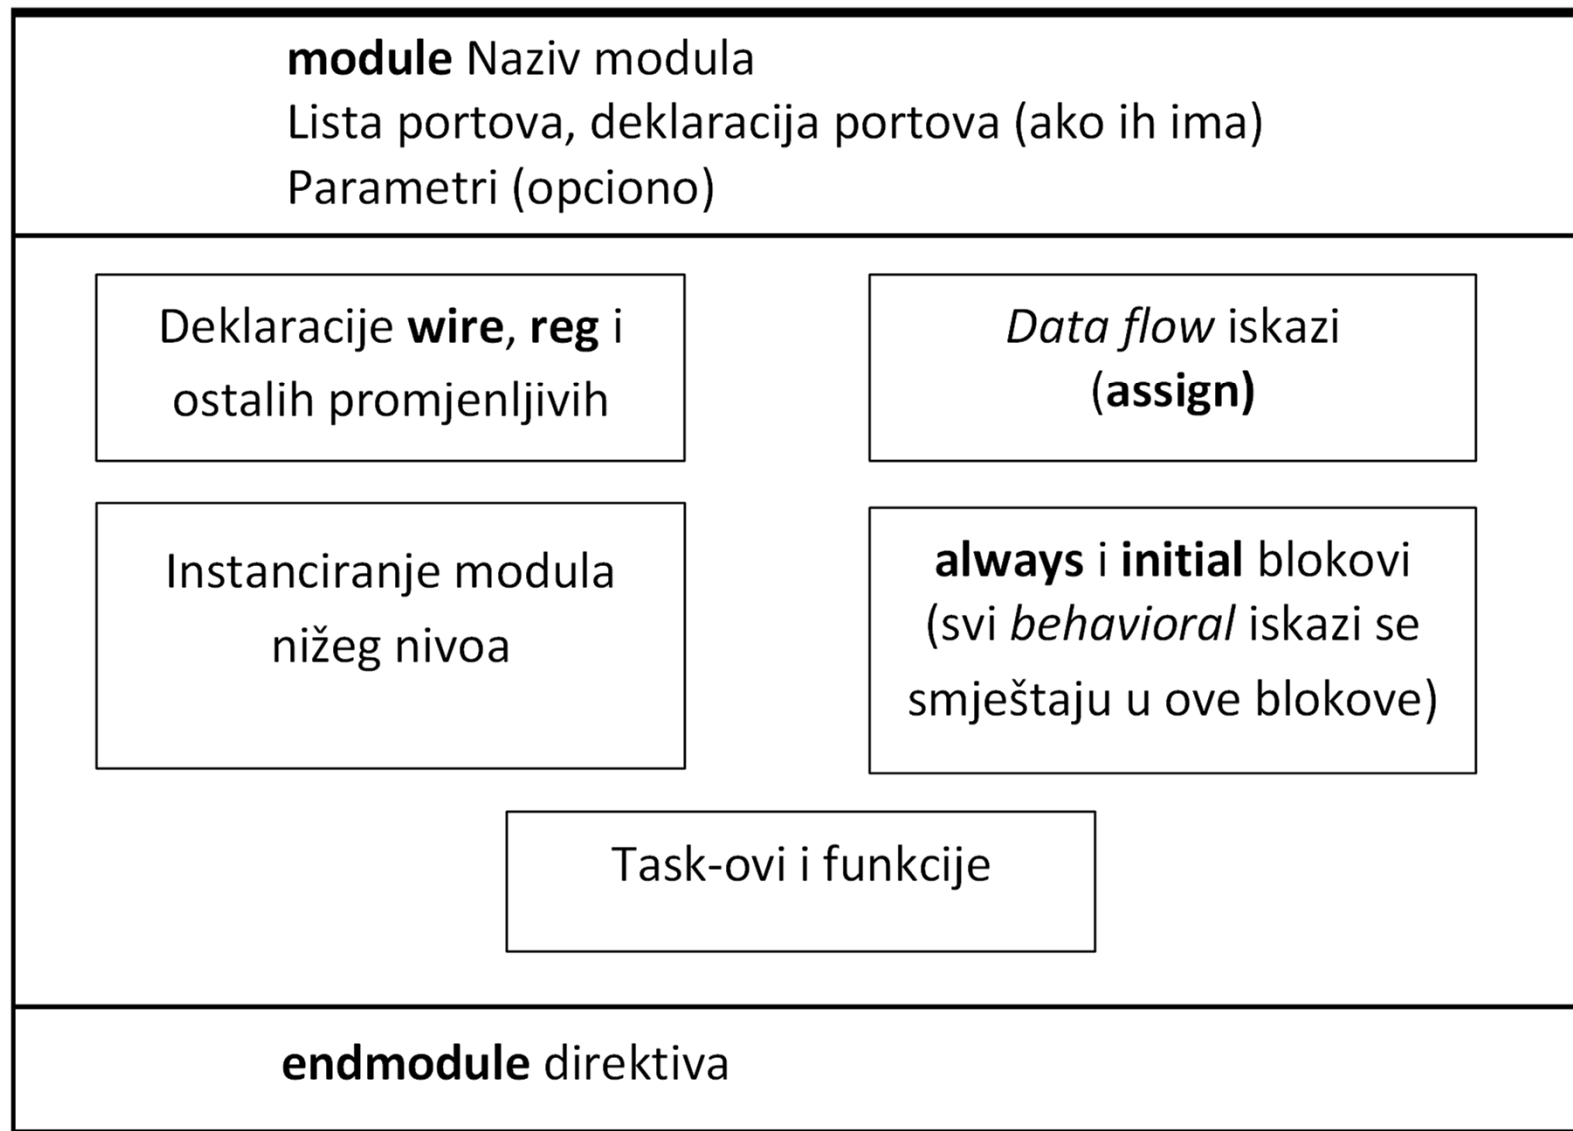 module Naziv modula
Lista portova, deklaracija portova (ako ih ima)
Parametri (opciono)
Deklaracije wire, reg i
ostalih promjenljivih
Data flow iskazi
(assign)
Instanciranje modula
nižeg nivoa
always i initial blokovi
(svi behavioral iskazi se
smještaju u ove blokove)
Task-ovi i funkcije
endmodule direktiva